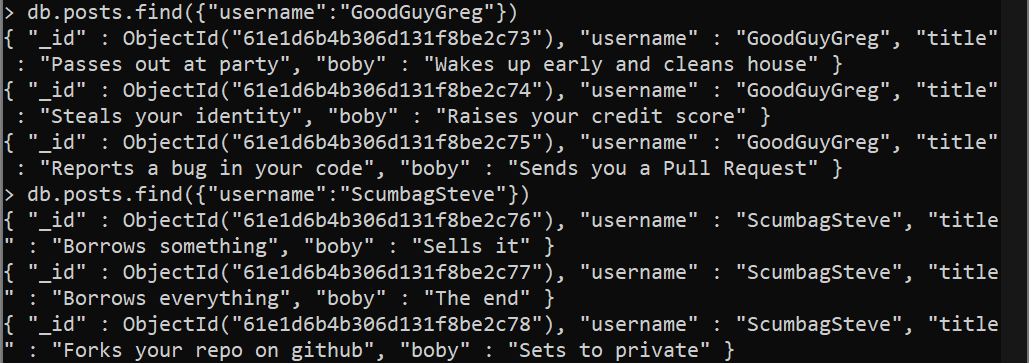 > db.posts.find({"username":"GoodGuyGreg"})
{ "_id" : ObjectId("61e1d6b4b306d131f8be2c73"), "username" : "GoodGuyGreg", "title"
 : "Passes out at party", "boby" : "Wakes up early and cleans house" }
{ "_id" : ObjectId("61e1d6b4b306d131f8be2c74"), "username" : "GoodGuyGreg", "title"
 : "Steals your identity", "boby" : "Raises your credit score" }
{ "_id" : ObjectId("61e1d6b4b306d131f8be2c75"), "username" : "GoodGuyGreg", "title"
 : "Reports a bug in your code", "boby" : "Sends you a Pull Request" }
> db.posts.find({"username":"ScumbagSteve"})
{ "_id" : ObjectId("61e1d6b4b306d131f8be2c76"), "username" : "ScumbagSteve", "title
" : "Borrows something", "boby" : "Sells it" }
{ "_id" : ObjectId("61e1d6b4b306d131f8be2c77"), "username" : "ScumbagSteve", "title
" : "Borrows everything", "boby" : "The end" }
{ "_id" : ObjectId("61e1d6b4b306d131f8be2c78"), "username" : "ScumbagSteve", "title
" : "Forks your repo on github", "boby" : "Sets to private" }